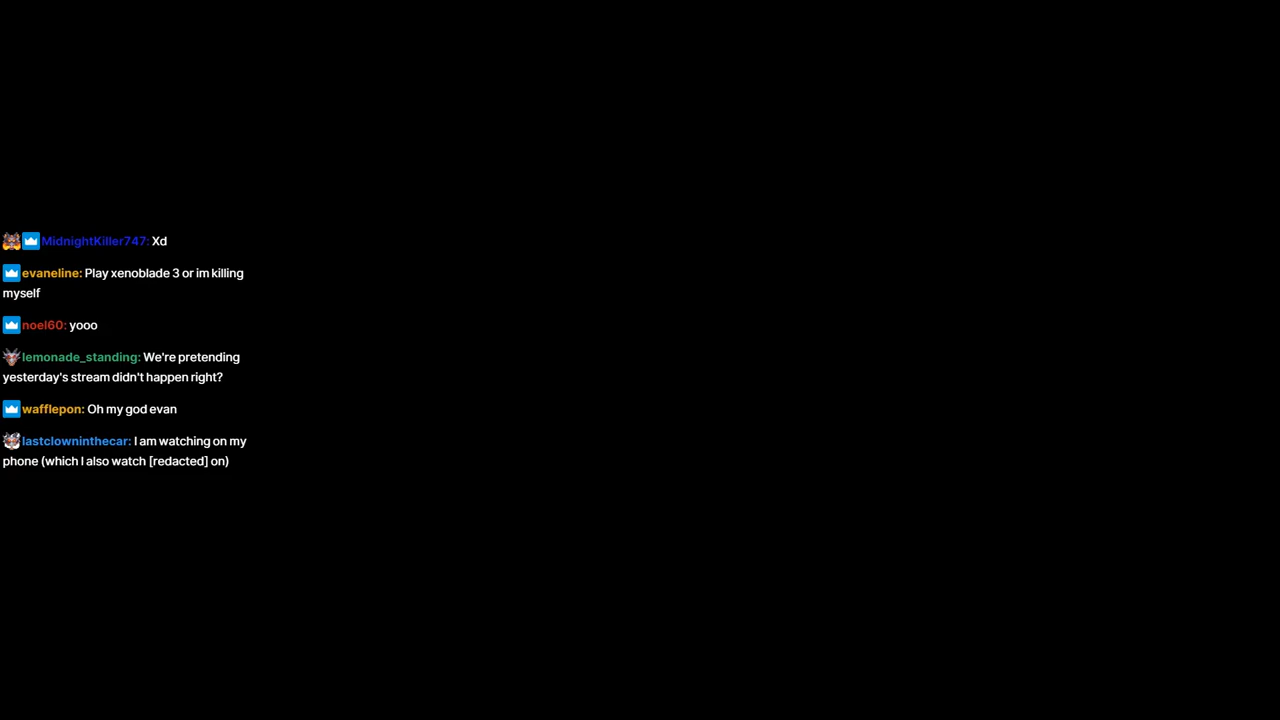 MidnightKiller747: Xd
evaneline: Play xenoblade 3 or im killing
myself
noel60: yooo
lemonade_standing: We're pretending
yesterday's stream didn't happen right?
wafflepon: Oh my god evan
lastclowninthecar: I am watching on my
phone (which I also watch [redacted] on)